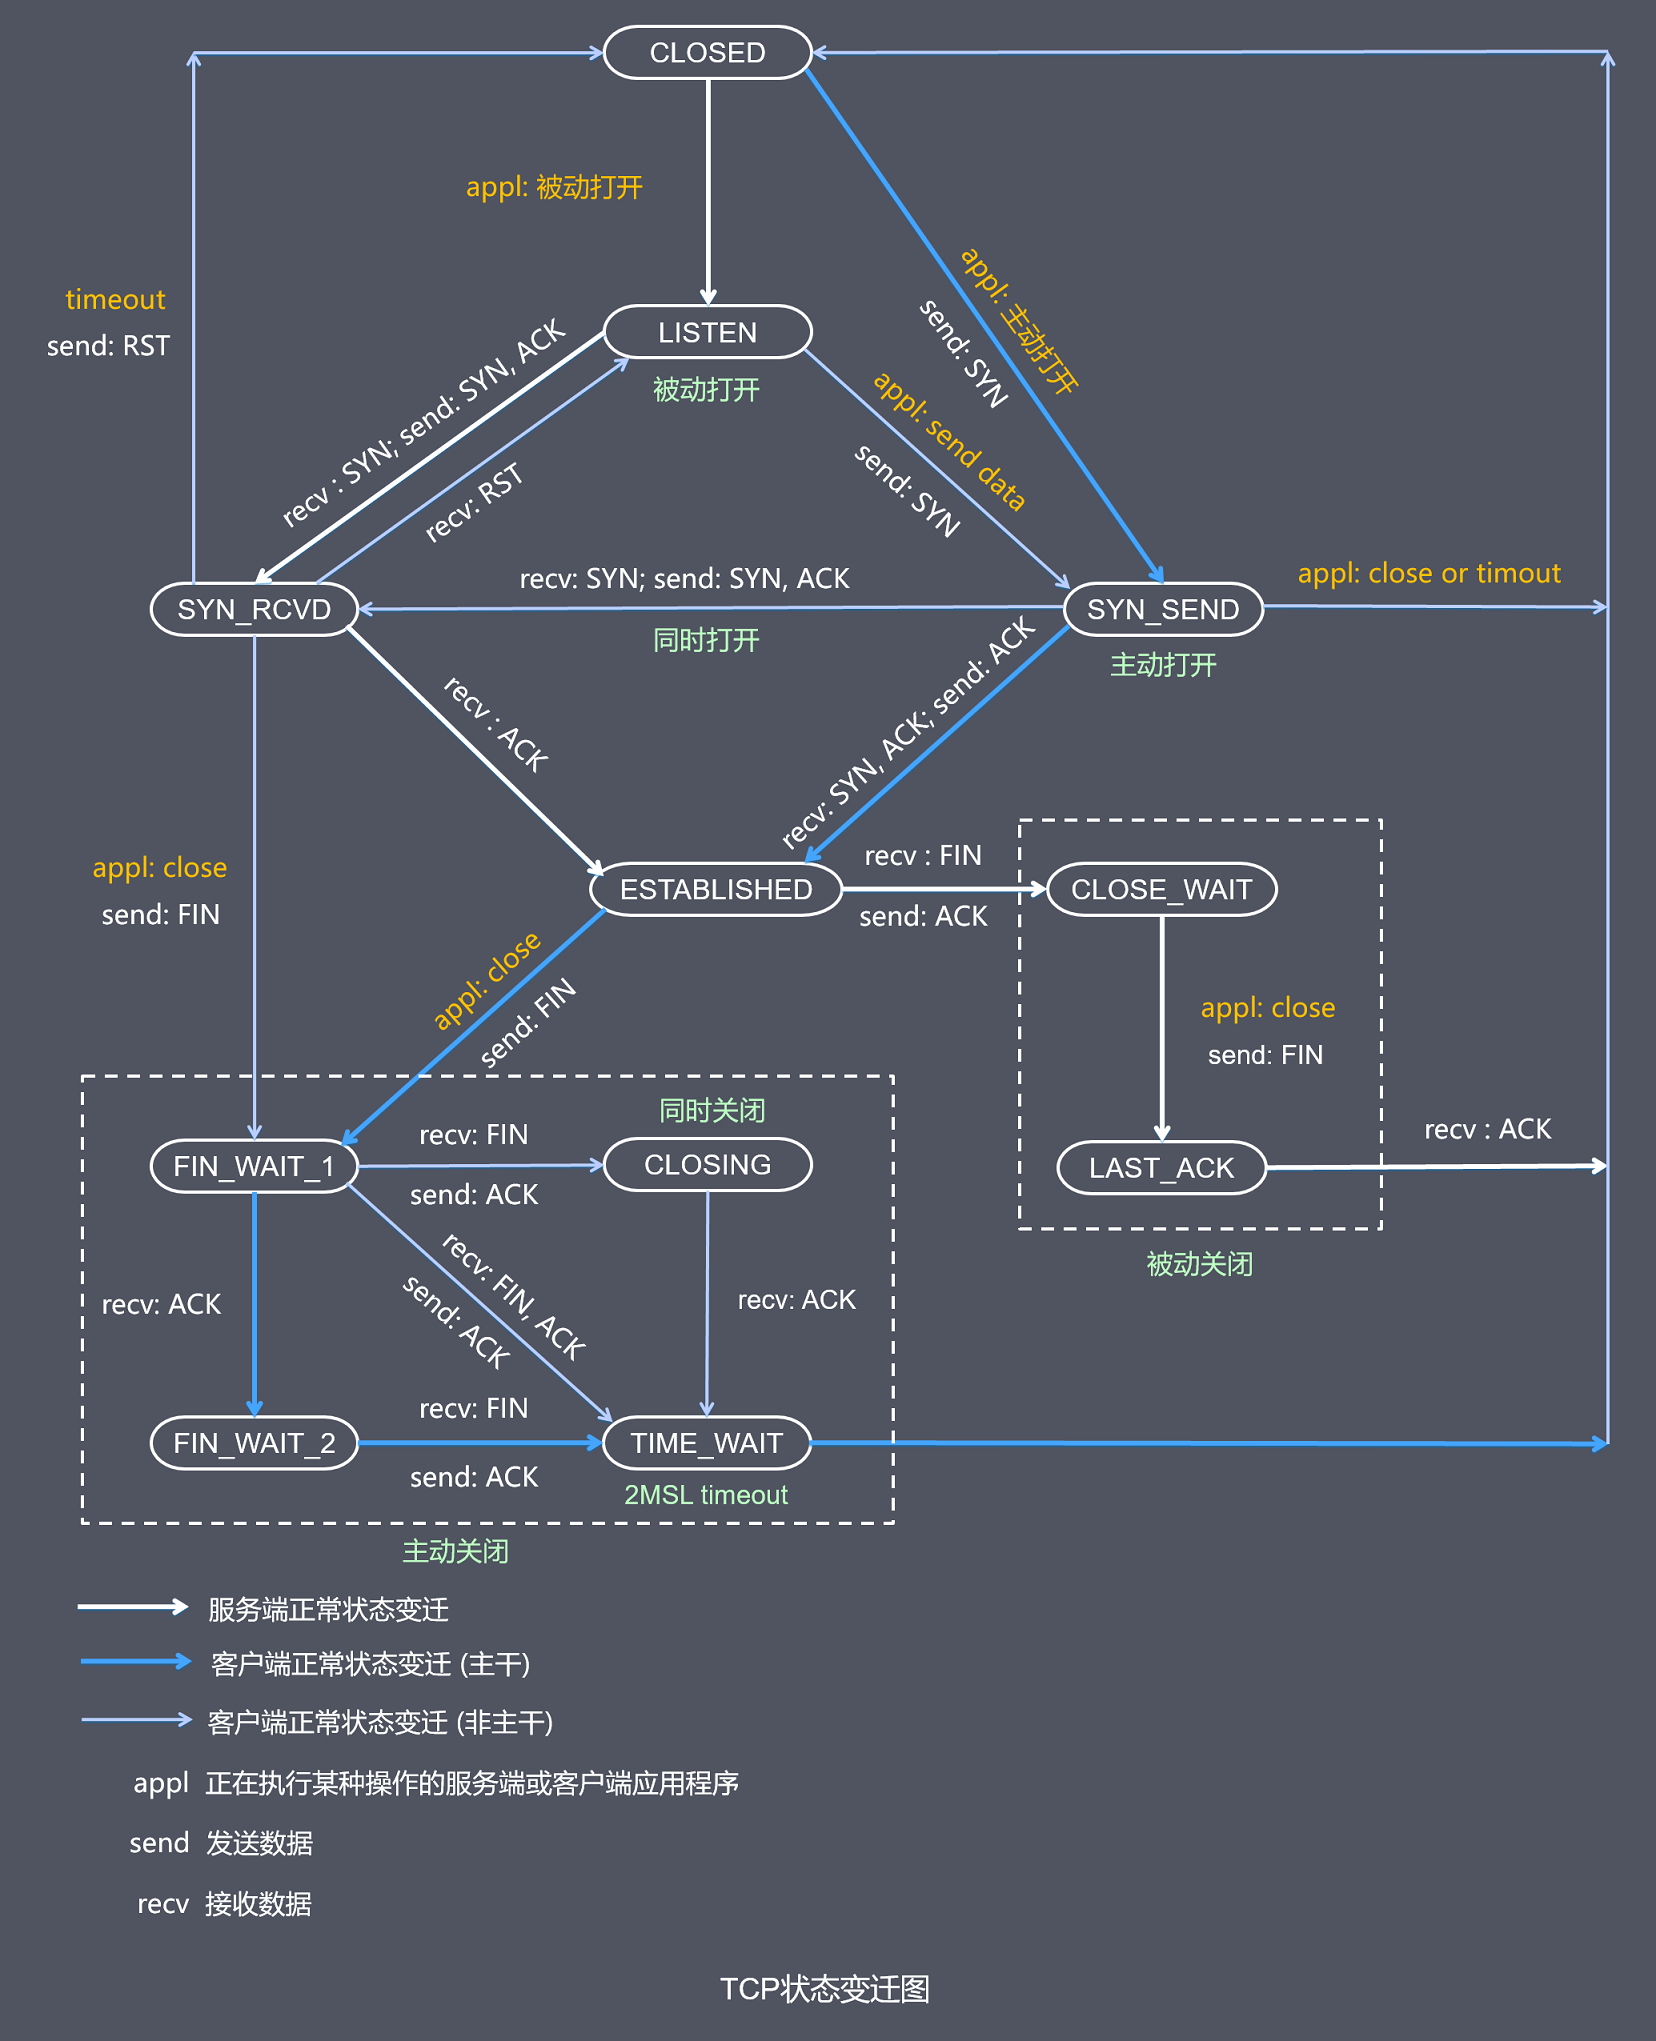 CLOSED
appl: 被动打开
appl: 主动打开
send: SYN
timeout
send: RST
LISTEN
被动打开
recv : SYN; send: SYN, ACK
recv: RST
appl: send data
send: SYN
SYN_RCVD
recv: SYN; send: SYN, ACK
同时打开
SYN_SEND
主动打开
appl: close or timout
recv : ACK
recv: SYN, ACK; send: ACK
appl: close
send: FIN
ESTABLISHED
recv : FIN
send: ACK
CLOSE_WAIT
appl: close
send: FIN
appl: close
send: FIN
同时关闭
FIN_WAIT_1
recv: FIN
send: ACK
CLOSING
LAST_ACK
recv : ACK
被动关闭
recv: ACK
recv: FIN, ACK
send: ACK
recv: ACK
FIN_WAIT_2
recv: FIN
send: ACK
TIME_WAIT
2MSL timeout
主动关闭
服务端正常状态变迁
客户端正常状态变迁 (主干)
客户端正常状态变迁 (非主干)
appl 正在执行某种操作的服务端或客户端应用程序
send 发送数据
recv 接收数据
TCP状态变迁图